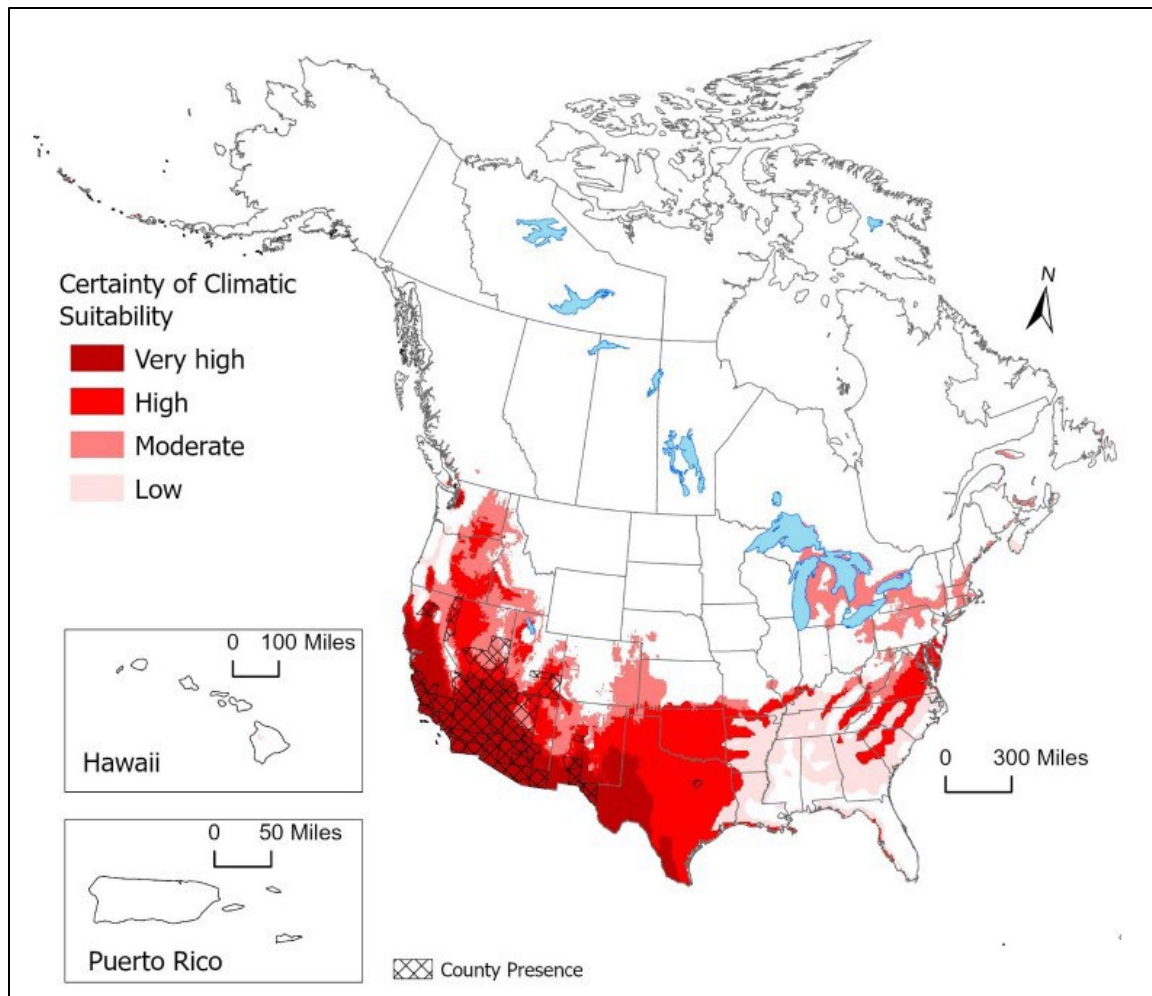 N
Certainty of Climatic
Suitability
Very high
High
Moderate
Low
0 100 Miles
Hawaii
0 300 Miles
0 50 Miles
Puerto Rico
County Presence